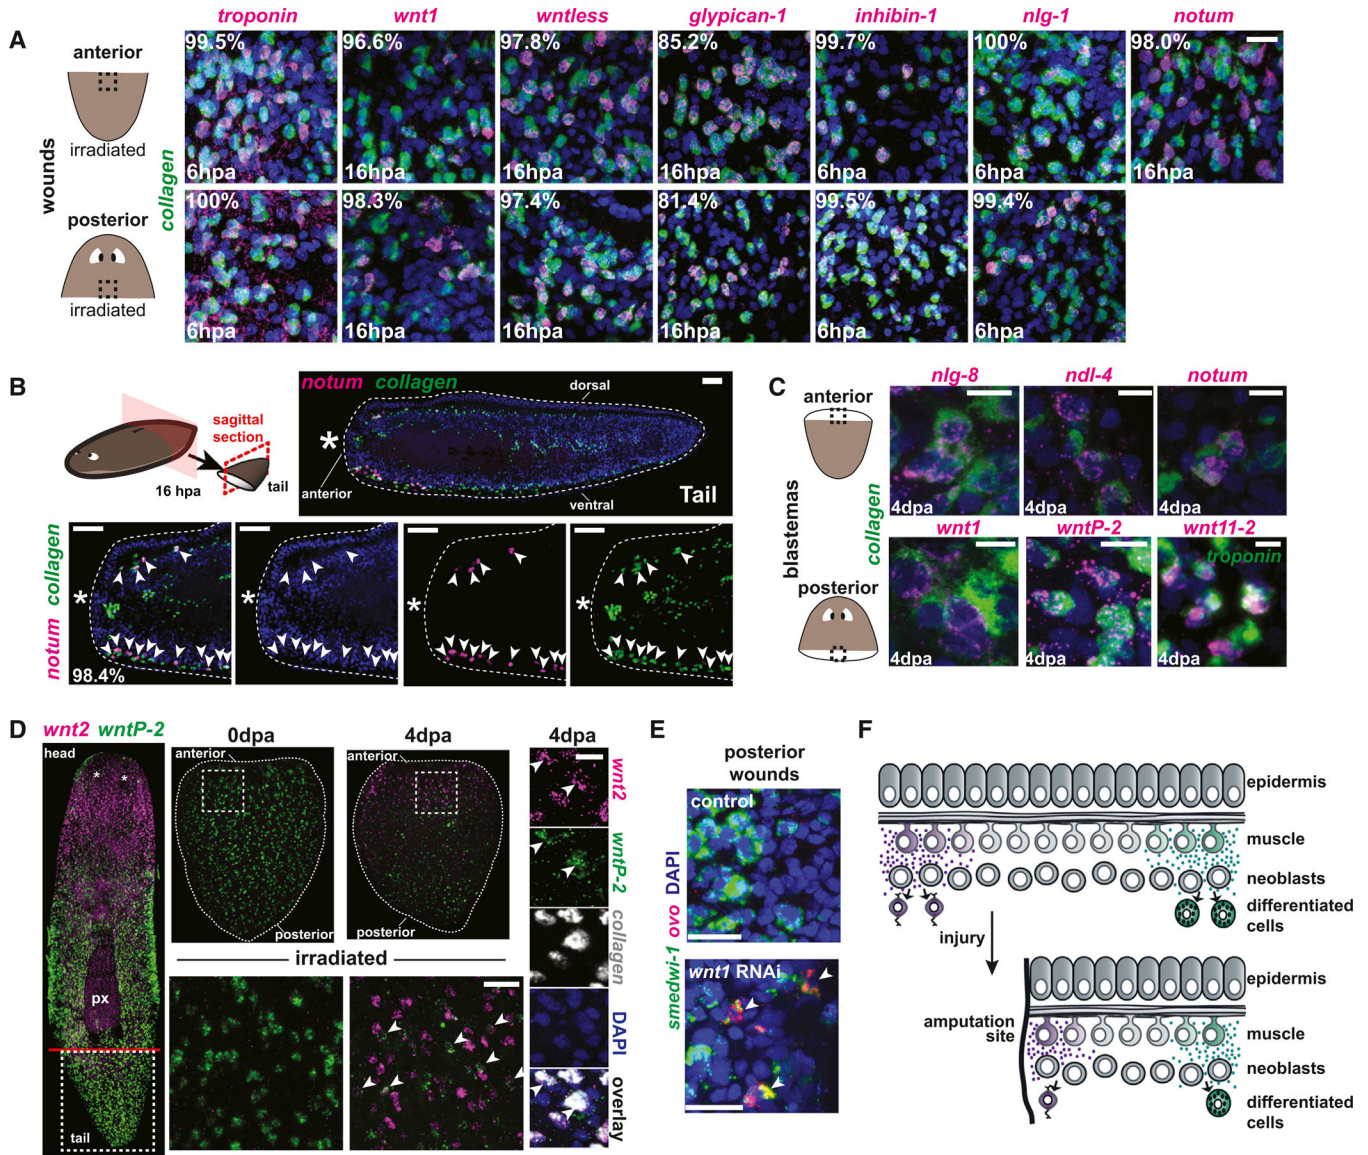 A
wounds
anterior
irradiated
posterior
irradiated
collagen
troponin wnt1 wntless glypican-1 inhibin-1 nlg-1 notum
99.5% 96.6% 97.8% 85.2% 99.7% 100% 98.0%
6hpa 16hpa 16hpa 16hpa 6hpa 6hpa 16hpa
100% 98.3% 97.4% 81.4% 99.5% 99.4%
6hpa 16hpa 16hpa 16hpa 6hpa 6hpa
B
sagittal
section
16 hpa
tail
notum collagen
dorsal
*
anterior
ventral
Tail
notum collagen
* * * *
98.4%
C
blastemas
anterior
posterior
collagen
nlg-8 ndl-4 notum
4dpa 4dpa 4dpa
wnt1 wntP-2 wnt11-2
troponin
4dpa 4dpa 4dpa
D
wnt2 wntP-2
head
* *
px
tail
0dpa 4dpa 4dpa
anterior anterior
posterior posterior
irradiated
wnt2
wntP-2
collagen
DAPI
overlay
E
posterior
wounds
smedwi-1 ovo DAPI
control
wnt1 RNAi
F
epidermis
muscle
neoblasts
differentiated
cells
injury
amputation
site
epidermis
muscle
neoblasts
differentiated
cells